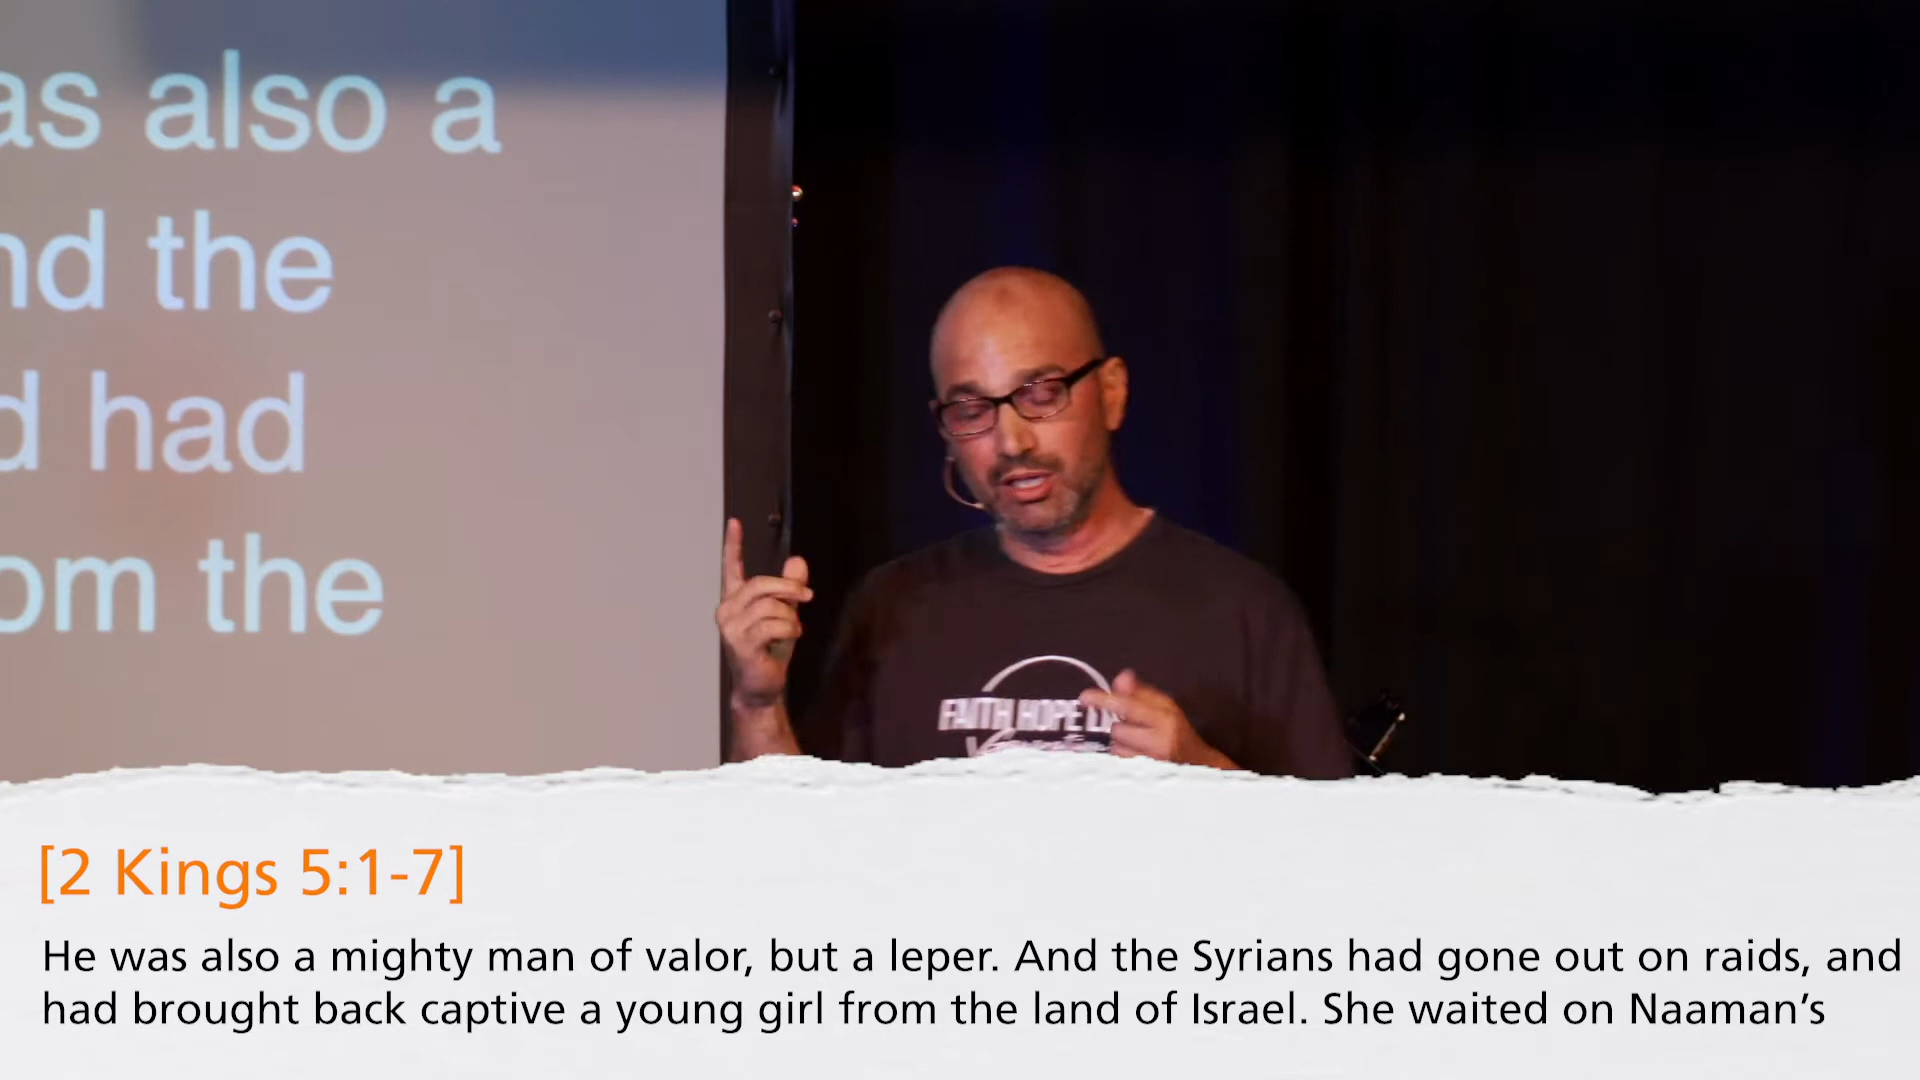 as also a
nd the
d had
om the
FAITH HOPE
[2 Kings 5:1-7]
He was also a mighty man of valor, but a leper. And the Syrians had gone out on raids, and
had brought back captive a young girl from the land of Israel. She waited on Naaman’s